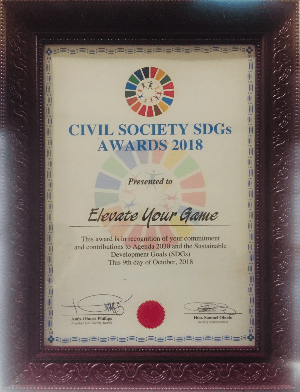 CIVIL SOCIETY SDGs
AWARDS 2018
Presented to
Elevate Your Game
This award is in recognition of your commitment
and contributions to Agenda 2030 and the Sustainable
Development Goals (SDGs)
This 9th day of October, 2018